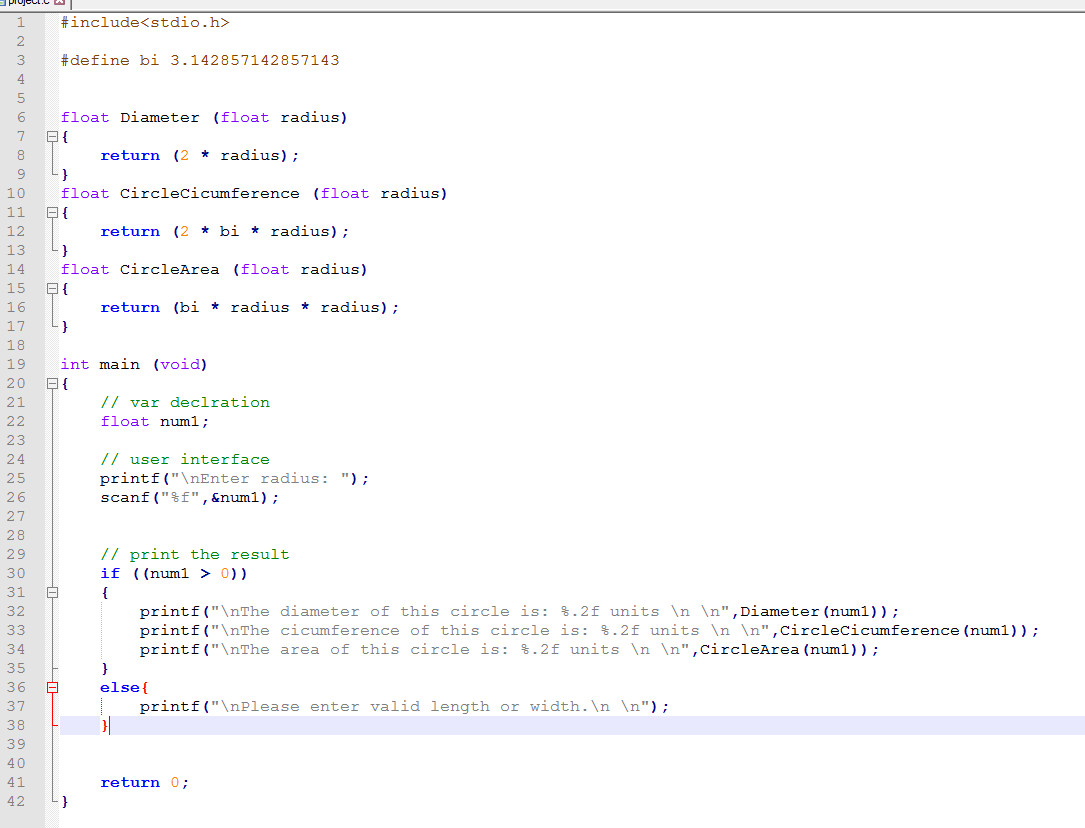 project.c
1 #include<stdio.h>
2
3 #define bi 3.142857142857143
4
5
6 float Diameter (float radius)
7 {
8 return (2 * radius);
9 }
10 float CircleCicumference (float radius)
11 {
12 return (2 * bi * radius);
13 }
14 float CircleArea (float radius)
15 {
16 return (bi * radius * radius);
17 }
18
19 int main (void)
20 {
21 // var declration
22 float num1;
23
24 // user interface
25 printf("\nEnter radius: ");
26 scanf("%f",&num1);
27
28
29 // print the result
30 if ((num1 > 0))
31 {
32 printf("\nThe diameter of this circle is: %.2f units \n \n",Diameter(num1));
33 printf("\nThe cicumference of this circle is: %.2f units \n \n",CircleCicumference(num1));
34 printf("\nThe area of this circle is: %.2f units \n \n",CircleArea(num1));
35 }
36 else{
37 printf("\nPlease enter valid length or width.\n \n");
38 }
39
40
41 return 0;
42 }